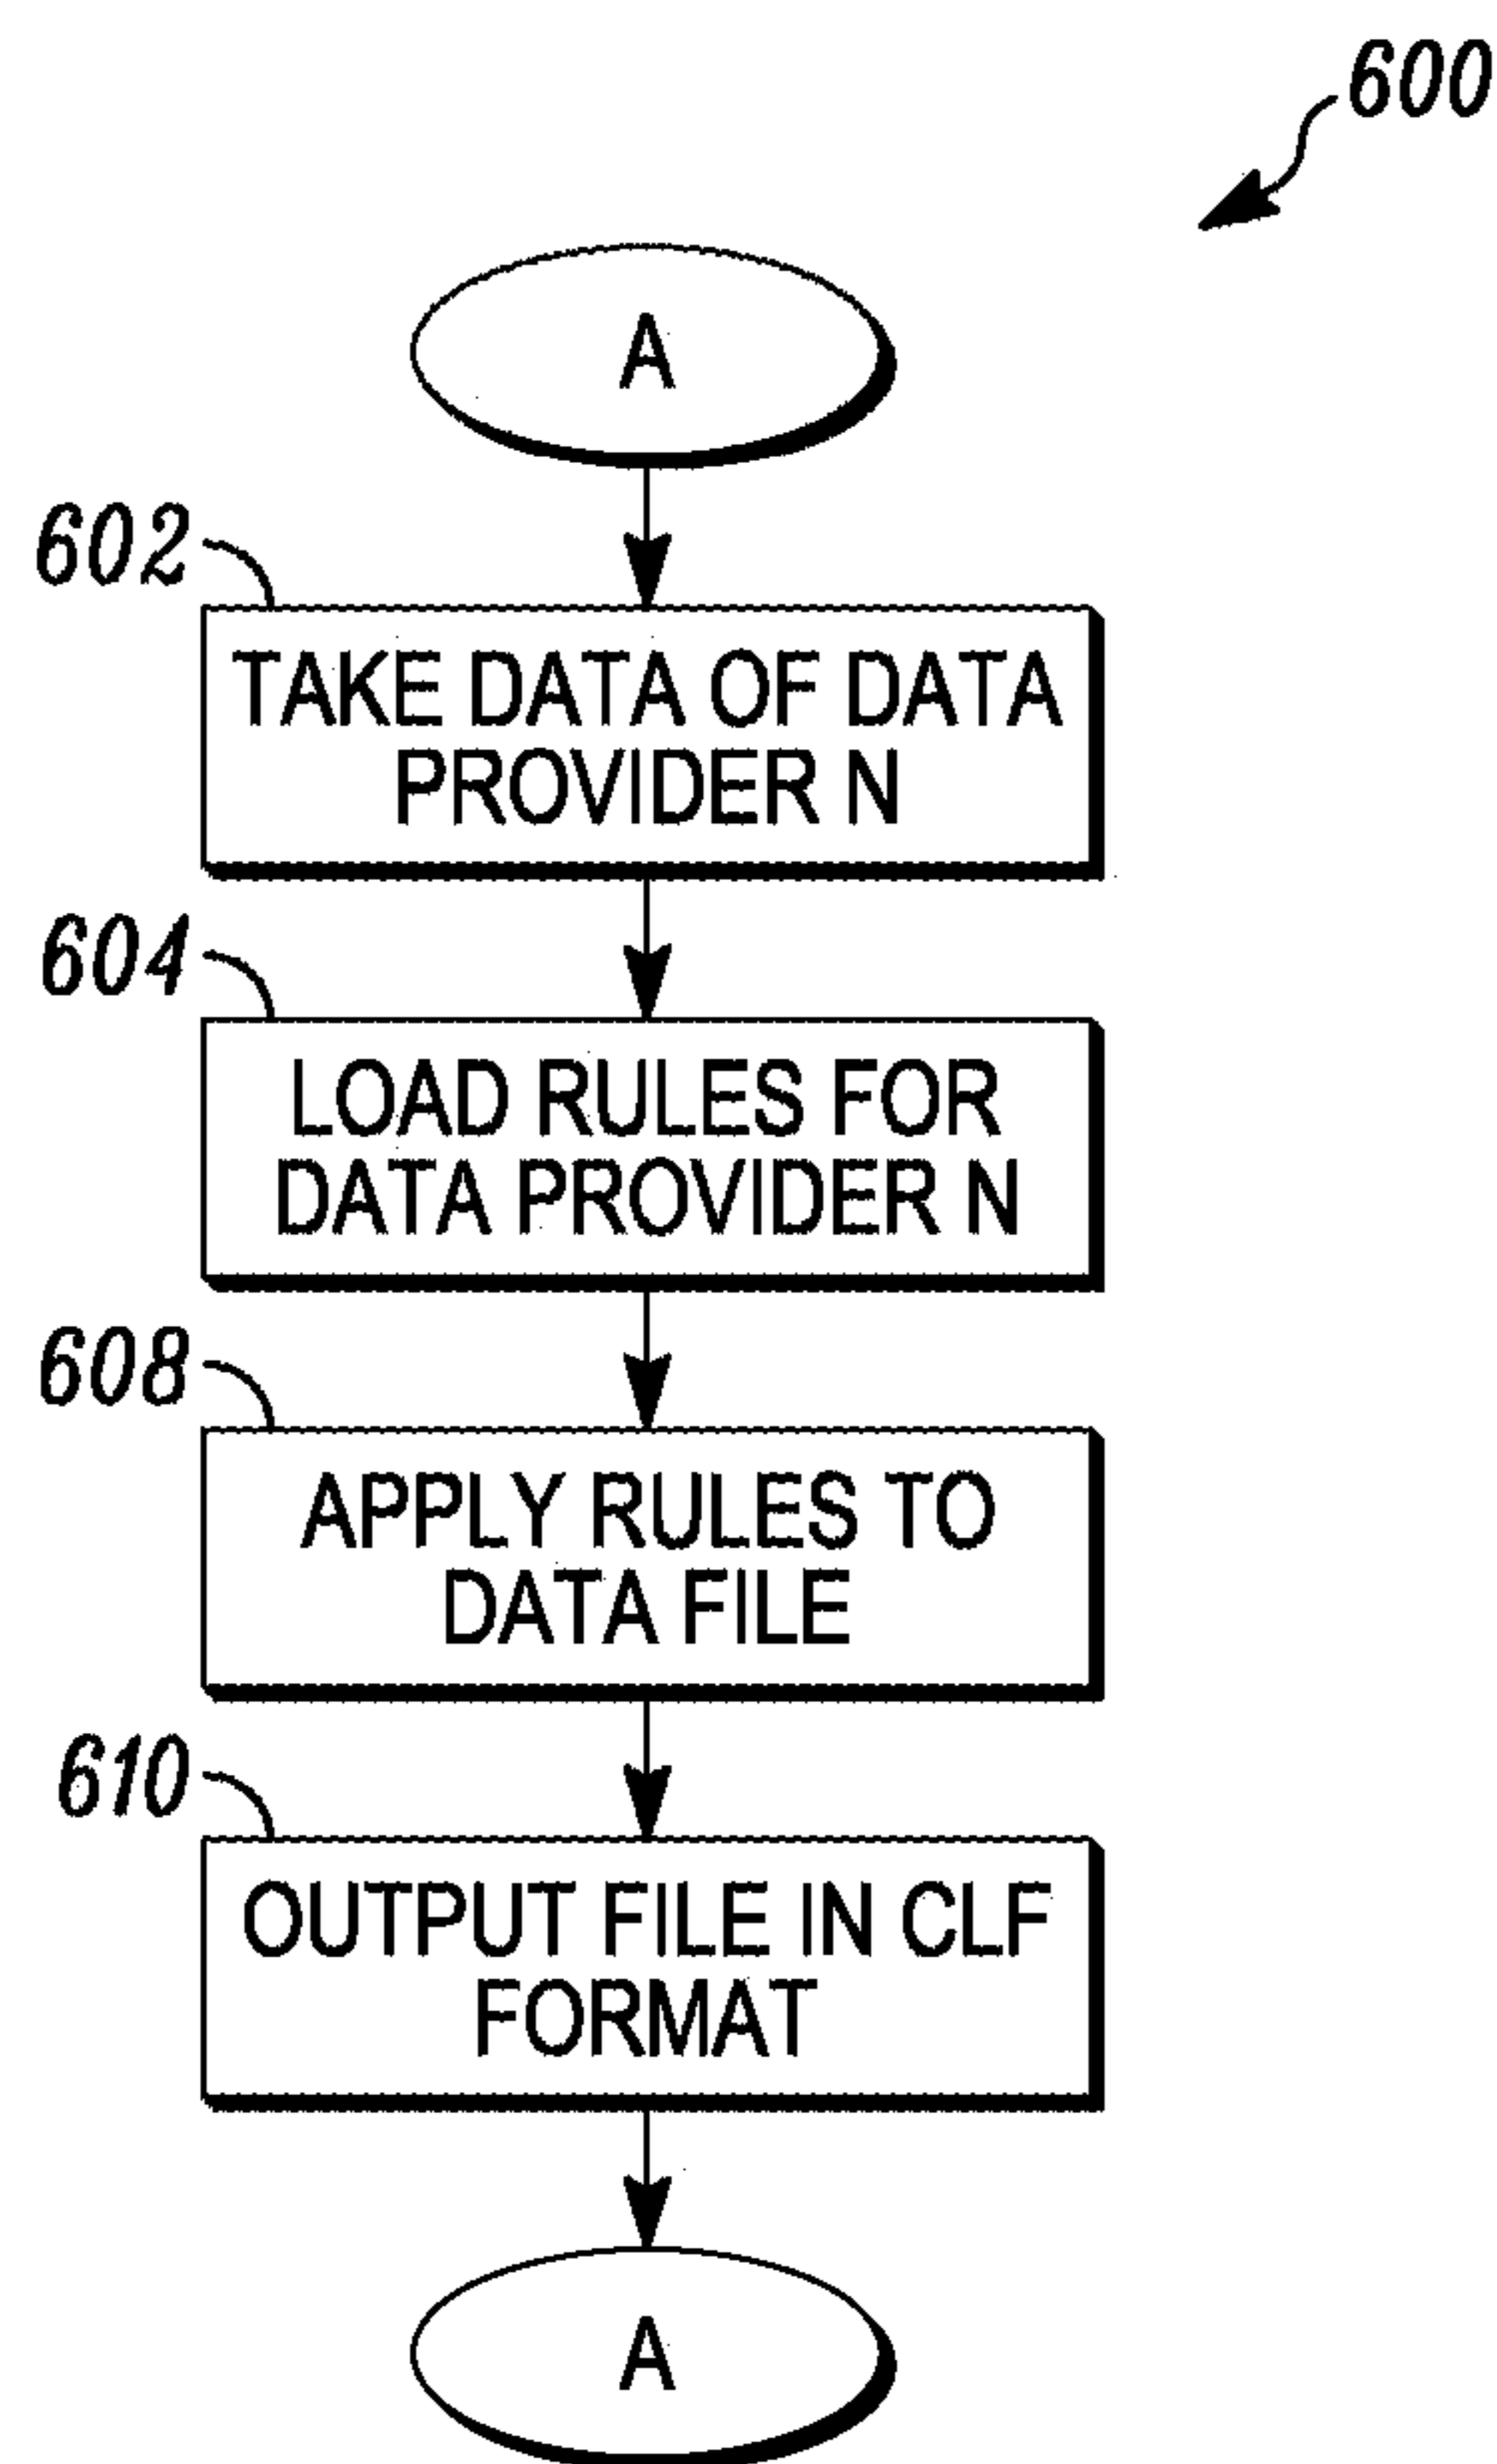 600
A
602
TAKE DATA OF DATA
PROVIDER N
604
LOAD RULES FOR
DATA PROVIDER N
608
APPLY RULES TO
DATA FILE
610
OUTPUT FILE IN CLF
FORMAT
A